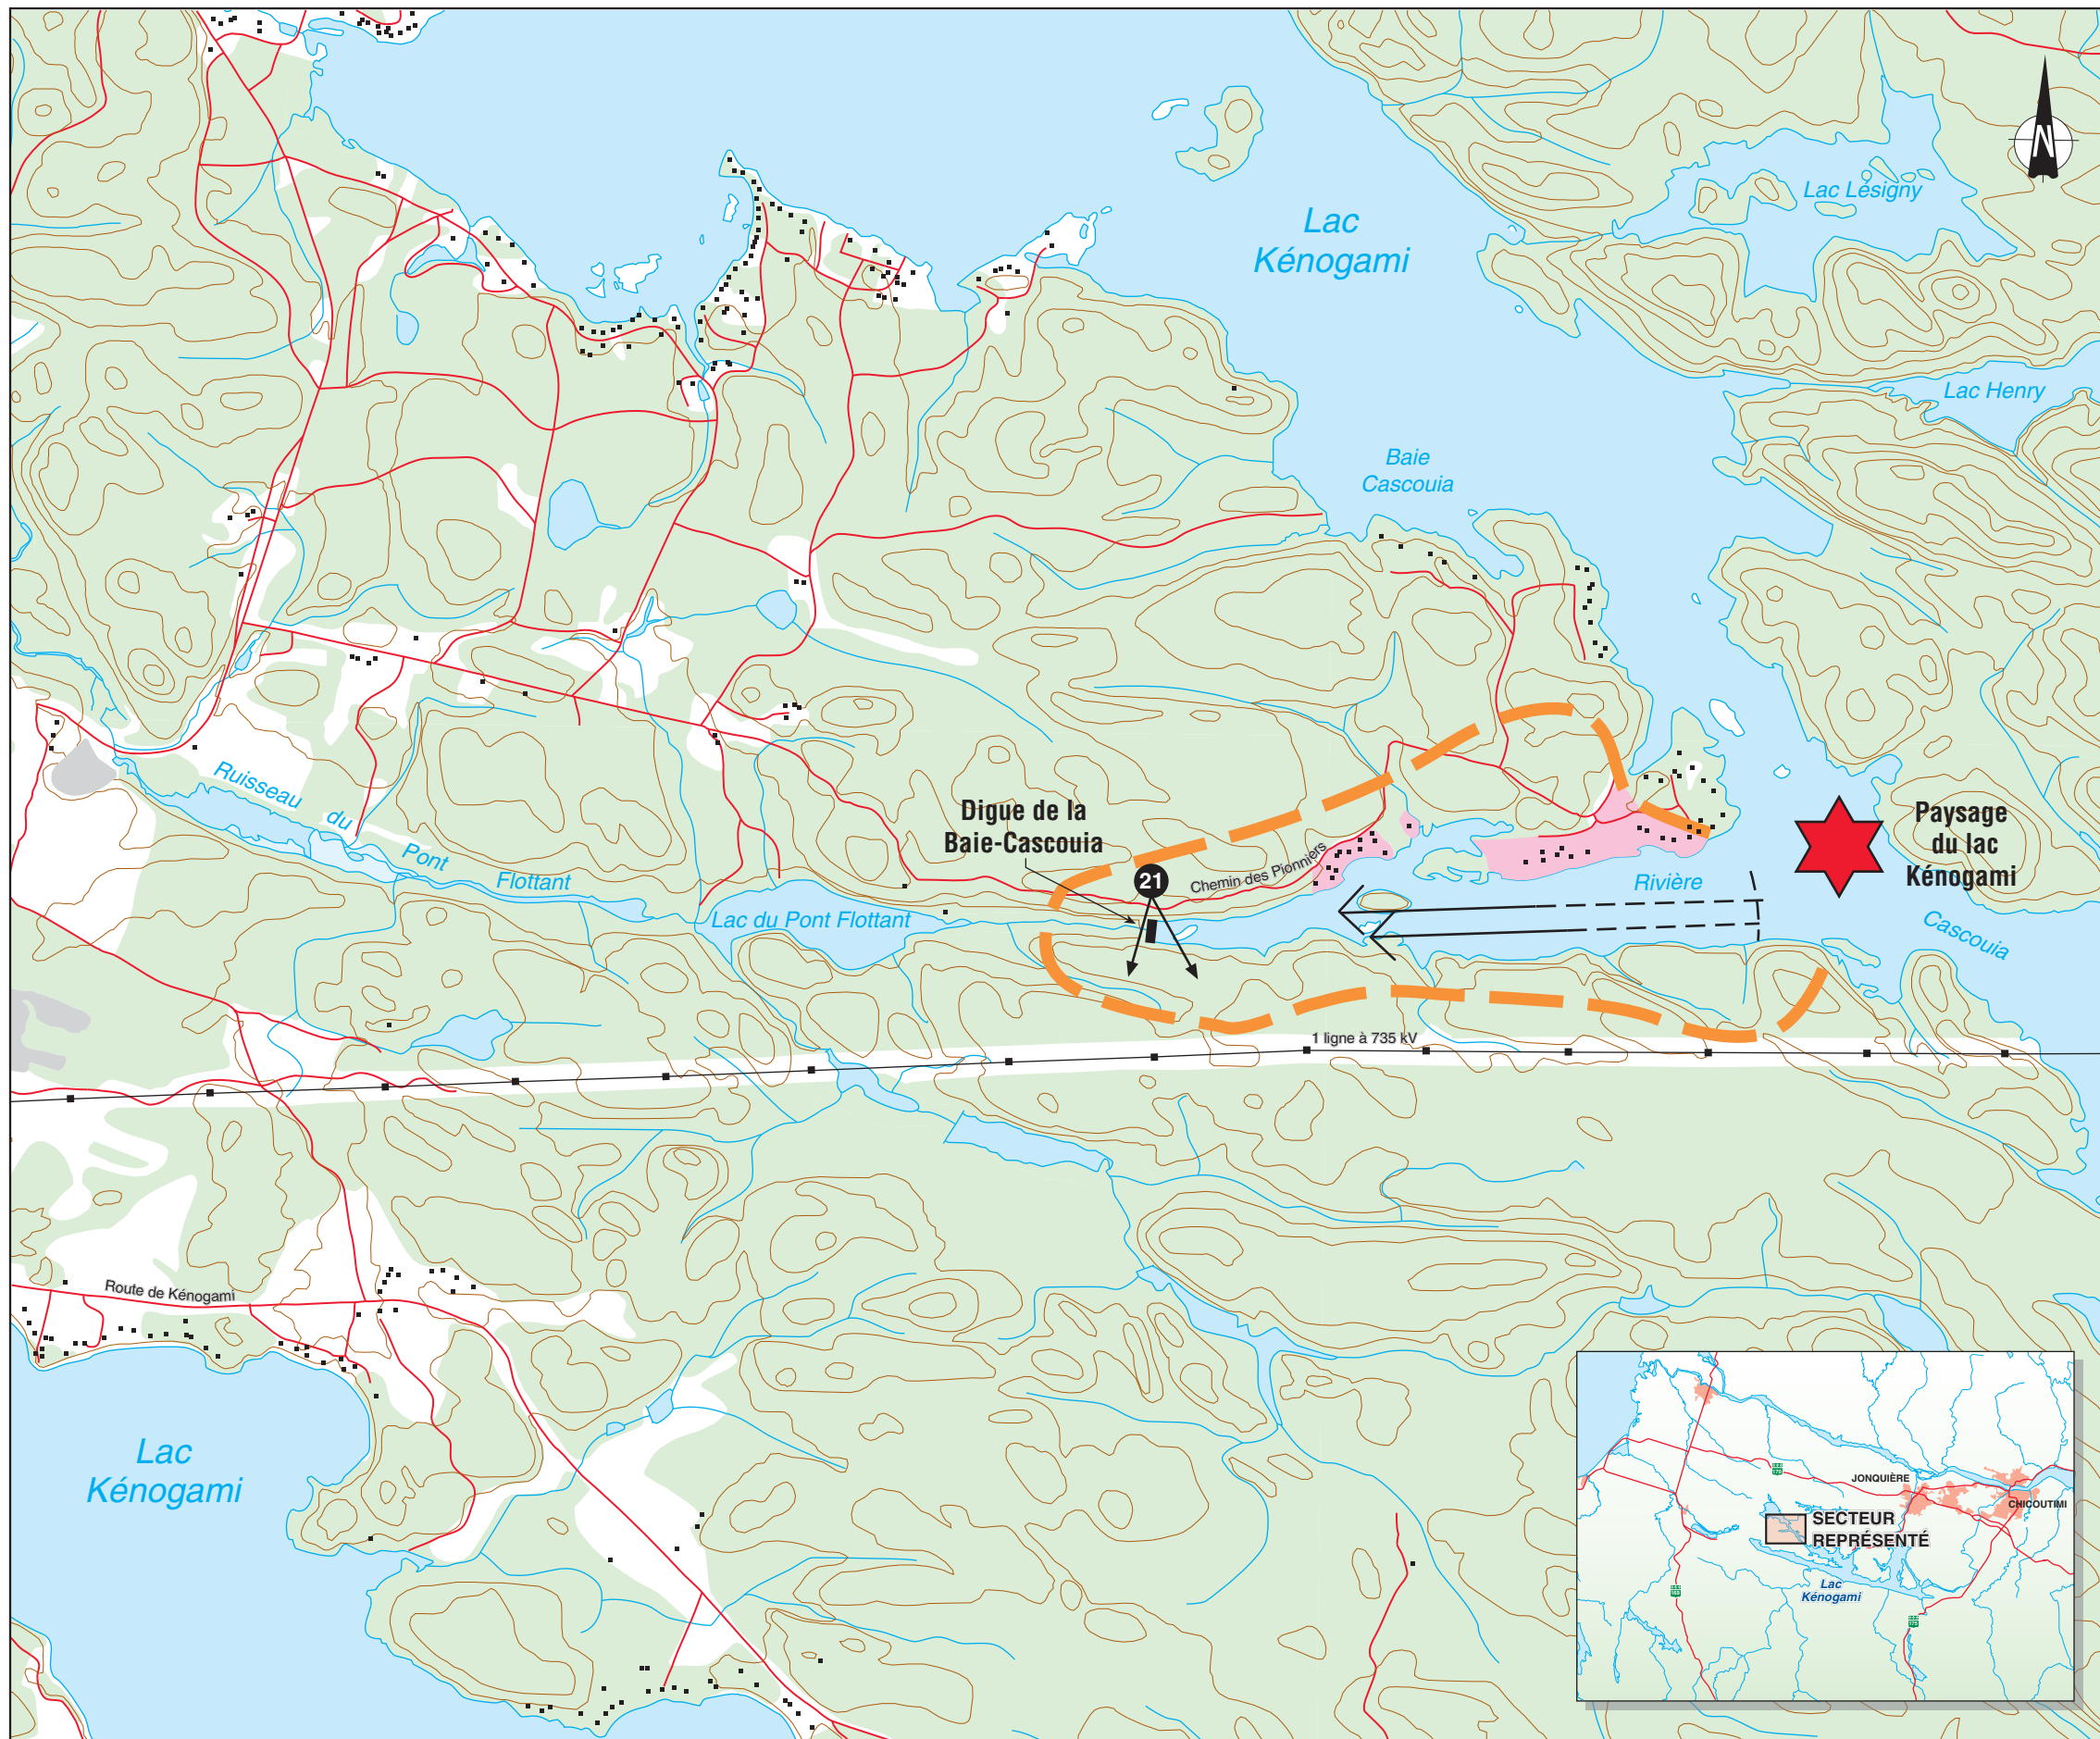 N
Lac Lésigny
Lac
Kénogami
Lac Henry
Baie
Cascouia
Ruisseau
du
Pont
Flottant
Digue de la
Baie-Cascouia
21
Chemin des Pionniers
Paysage
du lac
Kénogami
Rivière
Cascouia
Lac du Pont Flottant
1 ligne à 735 kV
Route de Kénogami
Lac
Kénogami
JONQUIÈRE
CHICOUTIMI
SECTEUR
REPRÉSENTÉ
Lac
Kénogami